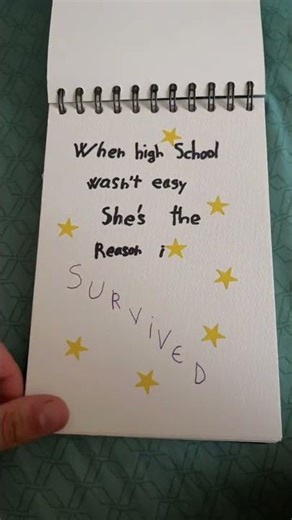 When high School
wasn't easy
She's the
Reason i
SURViVED